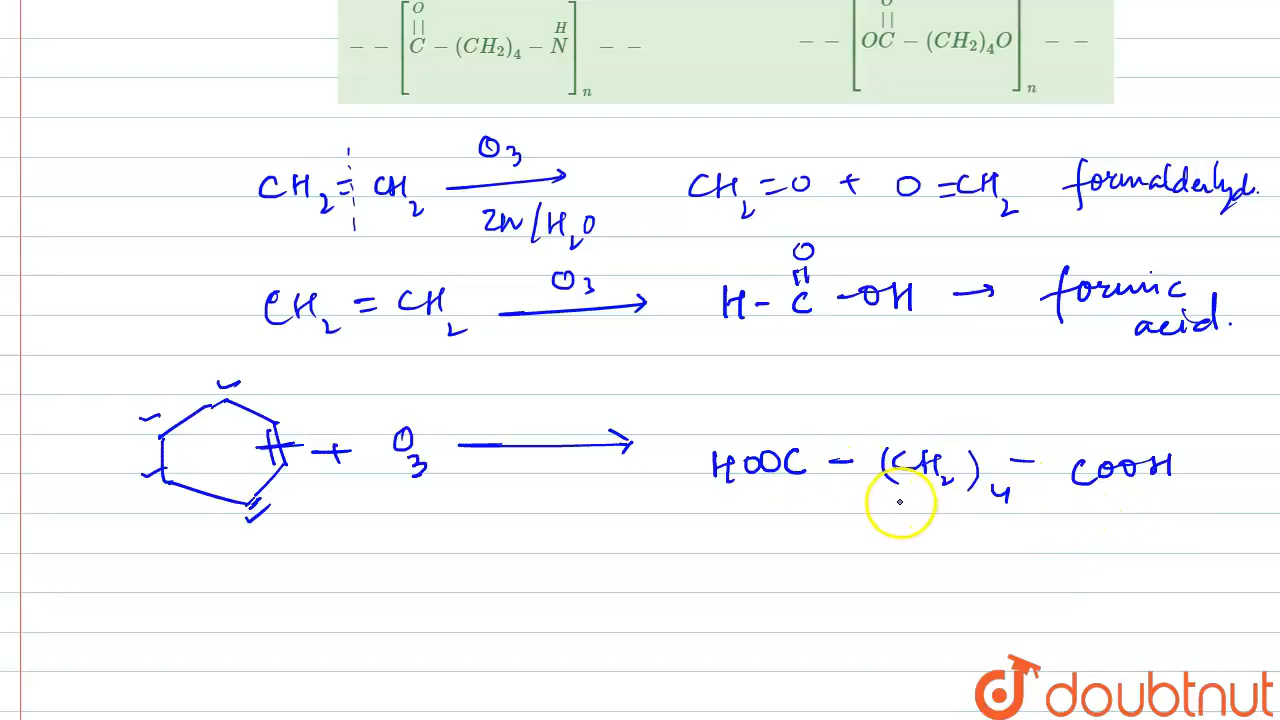 O O
|| H ||
-- [C - (CH2)4 - N]n -- -- [OC - (CH2)4O]n --
O3
CH2 = CH2 → CH2=O + O=CH2 formalderhyd.
Zn/H2O
O
CH2 = CH2 O3 → H - C - OH → formic
acid.
+ O3 → HOOC - (CH2)4 - COOH
doubtnut